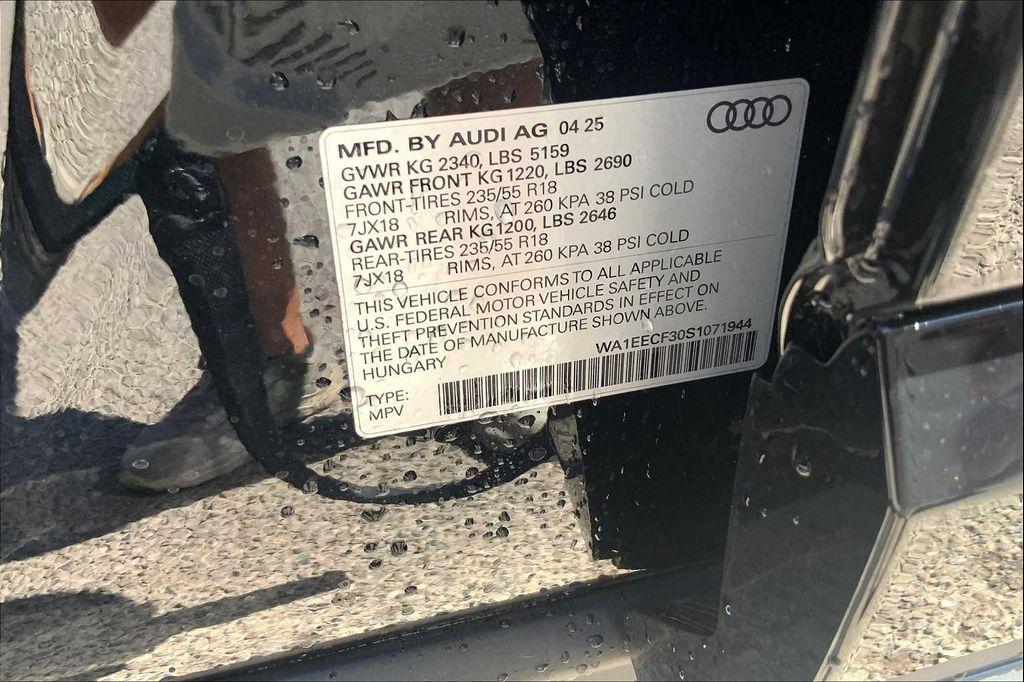 MFD. BY AUDI AG 04 25
GVWR KG 2340, LBS 5159
GAWR FRONT KG 1220, LBS 2690
FRONT-TIRES 235/55 R18
7JX18 RIMS, AT 260 KPA 38 PSI COLD
GAWR REAR KG1200, LBS 2646
REAR-TIRES 235/55 R18
7JX18 RIMS, AT 260 KPA 38 PSI COLD
THIS VEHICLE CONFORMS TO ALL APPLICABLE
U.S. FEDERAL MOTOR VEHICLE SAFETY AND
THEFT PREVENTION STANDARDS IN EFFECT ON
THE DATE OF MANUFACTURE SHOWN ABOVE.
HUNGARY WA1EECF30S1071944
TYPE:
MPV